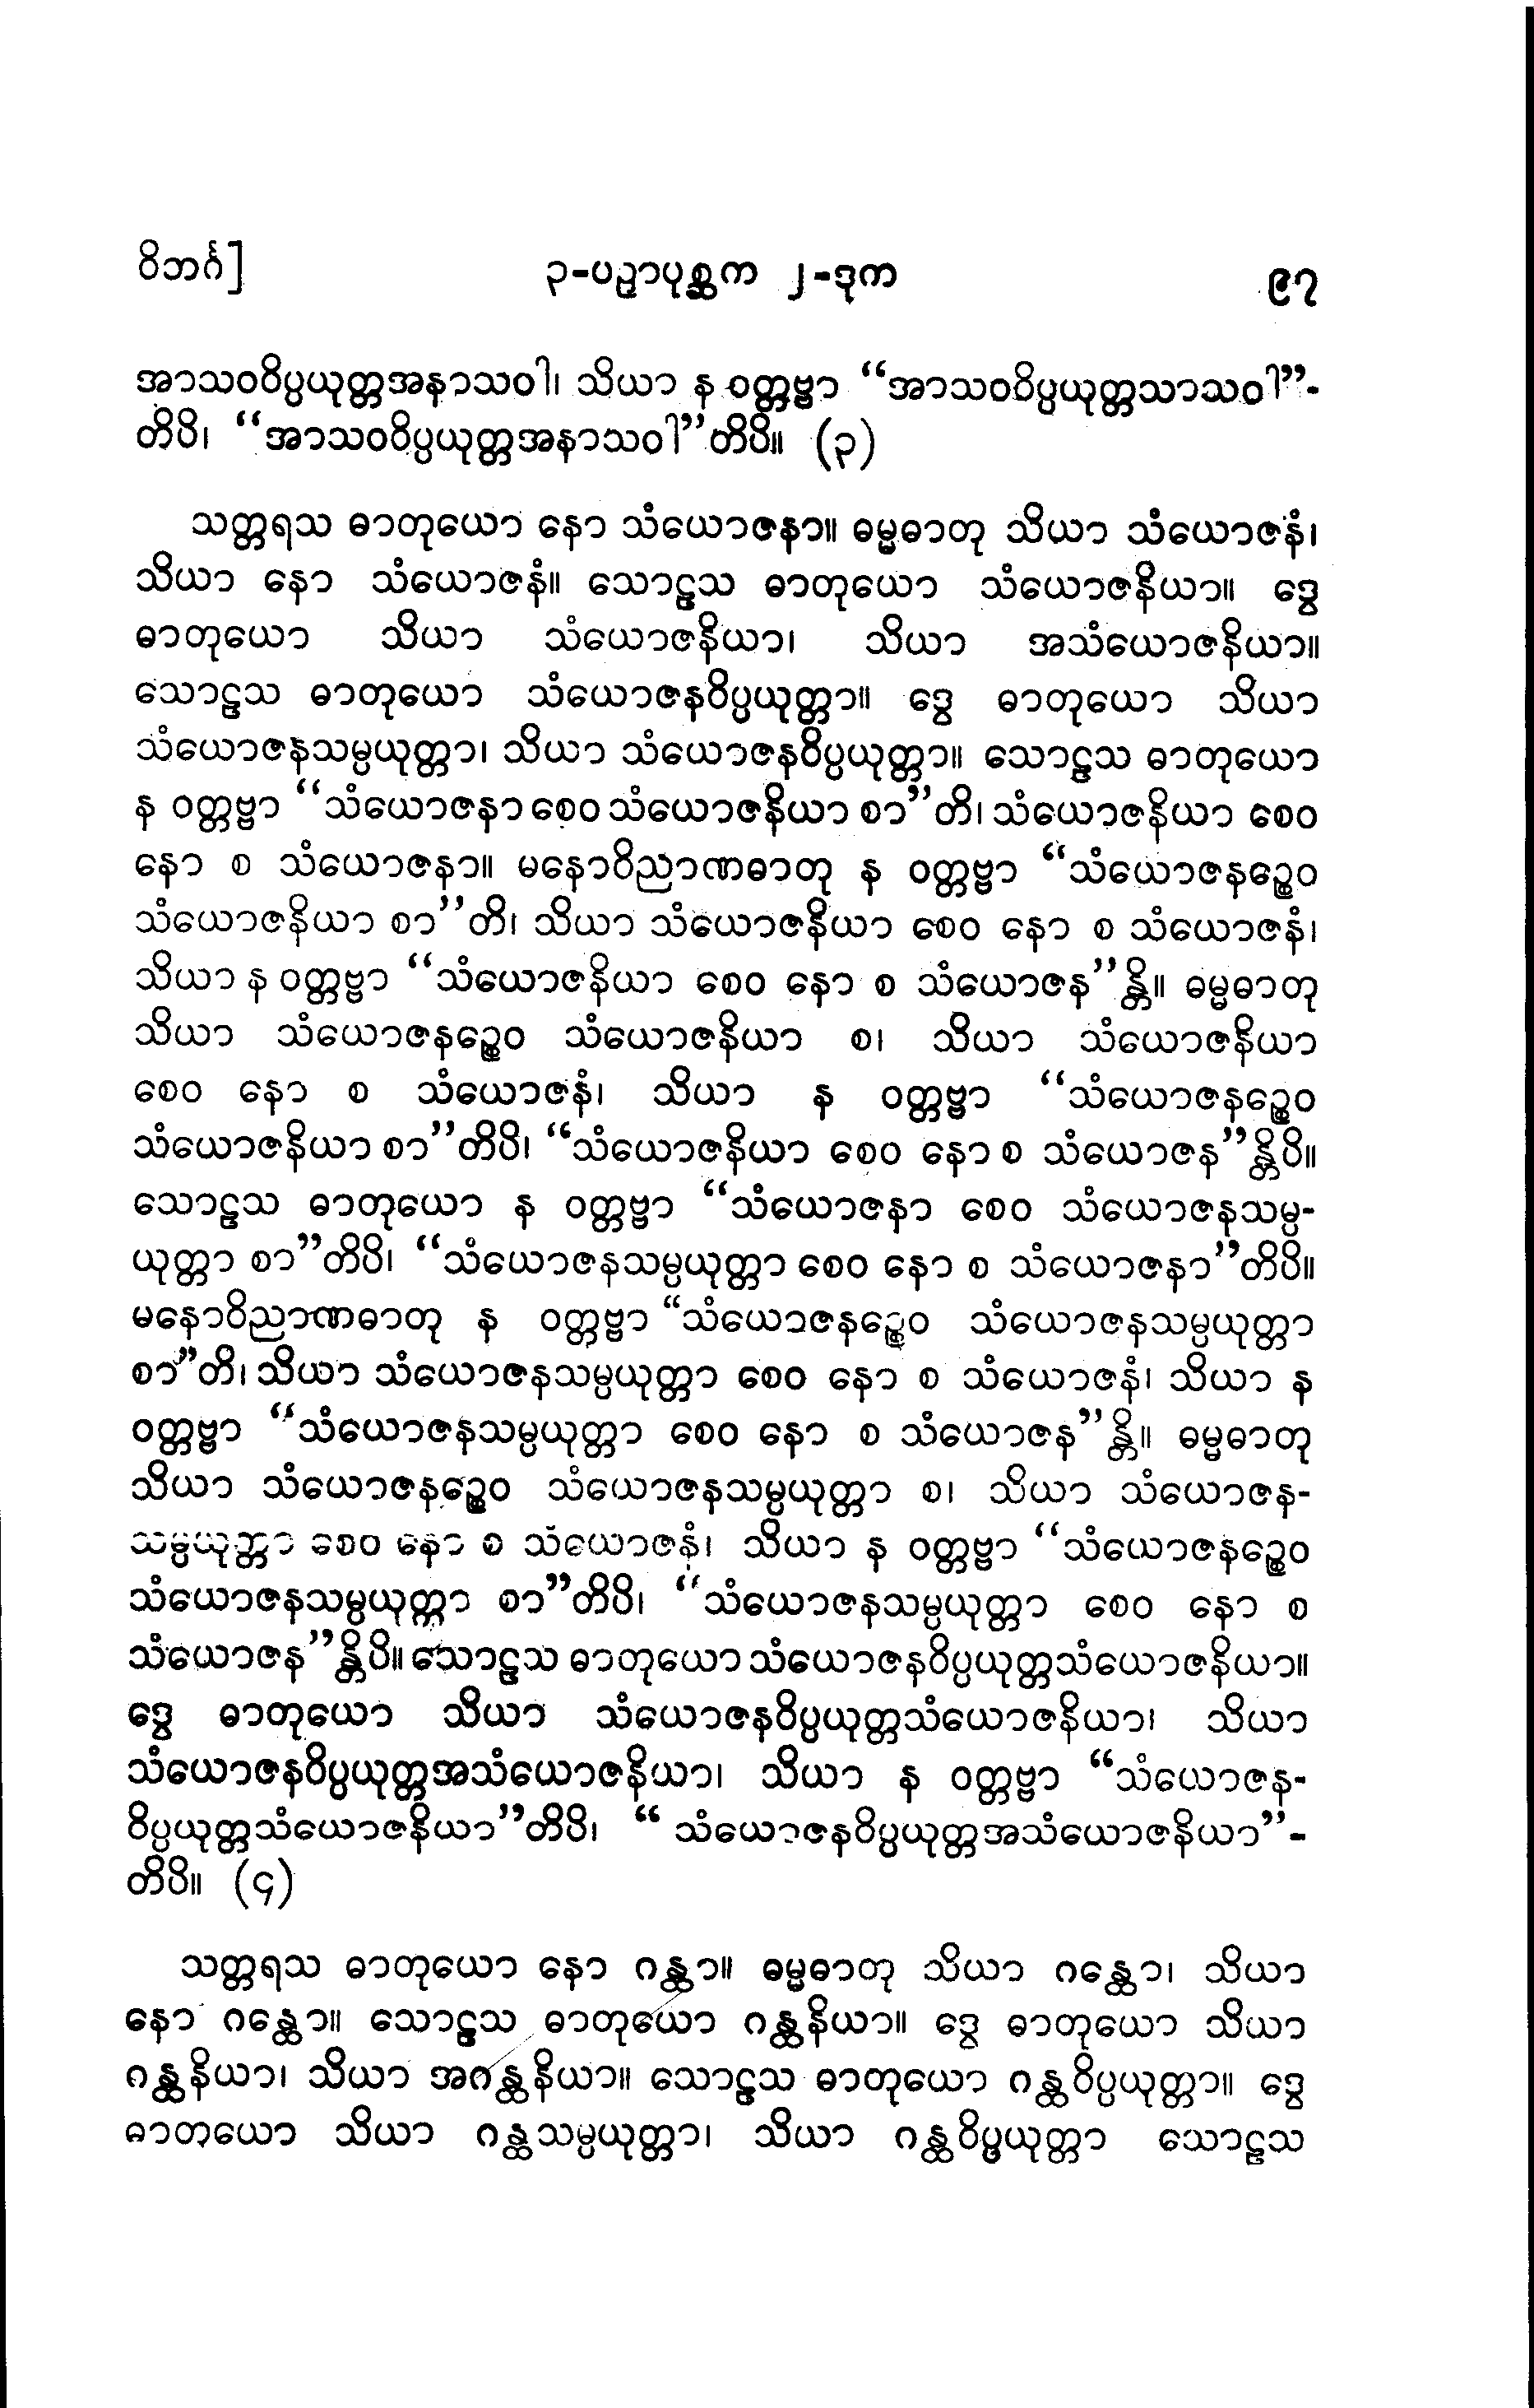 ဝိဘင်္ဂ]
၃-ပဉှာပုစ္ဆက ၂-ဒုက
၉၇
အာသဝဝိပ္ပယုတ္တအနာသဝါ၊ သိယာ န ဝတ္တဗ္ဗာ “အာသဝဝိပ္ပယုတ္တသာသဝါ”-
တိပိ၊ “အာသဝဝိပ္ပယုတ္တအနာသဝါ”တိပိ။ (၃)
သတ္တရသ ဓာတုယော နော သံယောဇနာ။ ဓမ္မဓာတု သိယာ သံယောဇနံ၊
သိယာ နော သံယောဇနံ။ သောဠသ ဓာတုယော သံယောဇနိယာ။ ဒွေ
ဓာတုယော သိယာ သံယောဇနိယာ၊ သိယာ အသံယောဇနိယာ။
သောဠသ ဓာတုယော သံယောဇနဝိပ္ပယုတ္တာ။ ဒွေ ဓာတုယော သိယာ
သံယောဇနသမ္ပယုတ္တာ၊ သိယာ သံယောဇနဝိပ္ပယုတ္တာ။ သောဠသ ဓာတုယော
န ဝတ္တဗ္ဗာ “သံယောဇနာ စေဝ သံယောဇနိယာ စာ”တိ၊ သံယောဇနိယာ စေဝ
နော စ သံယောဇနာ။ မနောဝိညာဏဓာတု န ဝတ္တဗ္ဗာ “သံယောဇနဉ္စေဝ
သံယောဇနိယာ စာ”တိ၊ သိယာ သံယောဇနိယာ စေဝ နော စ သံယောဇနံ၊
သိယာ န ဝတ္တဗ္ဗာ “သံယောဇနိယာ စေဝ နော စ သံယောဇန”န္တိ။ ဓမ္မဓာတု
သိယာ သံယောဇနဉ္စေဝ သံယောဇနိယာ စ၊ သိယာ သံယောဇနိယာ
စေဝ နော စ သံယောဇနံ၊ သိယာ န ဝတ္တဗ္ဗာ “သံယောဇနဉ္စေဝ
သံယောဇနိယာ စာ”တိပိ၊ “သံယောဇနိယာ စေဝ နော စ သံယောဇန”န္တိပိ။
သောဠသ ဓာတုယော န ဝတ္တဗ္ဗာ “သံယောဇနာ စေဝ သံယောဇနသမ္ပ-
ယုတ္တာ စာ”တိပိ၊ “သံယောဇနသမ္ပယုတ္တာ စေဝ နော စ သံယောဇနာ”တိပိ။
မနောဝိညာဏဓာတု န ဝတ္တဗ္ဗာ “သံယောဇနဉ္စေဝ သံယောဇနသမ္ပယုတ္တာ
စာ”တိ၊ သိယာ သံယောဇနသမ္ပယုတ္တာ စေဝ နော စ သံယောဇနံ၊ သိယာ န
ဝတ္တဗ္ဗာ “သံယောဇနသမ္ပယုတ္တာ စေဝ နော စ သံယောဇန”န္တိ။ ဓမ္မဓာတု
သိယာ သံယောဇနဉ္စေဝ သံယောဇနသမ္ပယုတ္တာ စ၊ သိယာ သံယောဇန-
သမ္ပယုတ္တာ စေဝ နော စ သံယောဇနံ၊ သိယာ န ဝတ္တဗ္ဗာ “သံယောဇနဉ္စေဝ
သံယောဇနသမ္ပယုတ္တာ စာ”တိပိ၊ “သံယောဇနသမ္ပယုတ္တာ စေဝ နော စ
သံယောဇန”န္တိပိ။ သောဠသ ဓာတုယော သံယောဇနဝိပ္ပယုတ္တသံယောဇနိယာ။
ဒွေ ဓာတုယော သိယာ သံယောဇနဝိပ္ပယုတ္တသံယောဇနိယာ၊ သိယာ
သံယောဇနဝိပ္ပယုတ္တအသံယောဇနိယာ၊ သိယာ န ဝတ္တဗ္ဗာ “သံယောဇန-
ဝိပ္ပယုတ္တသံယောဇနိယာ”တိပိ၊ “ သံယောဇနဝိပ္ပယုတ္တအသံယောဇနိယာ”-
တိပိ။ (၄)
သတ္တရသ ဓာတုယော နော ဂန္ထာ။ ဓမ္မဓာတု သိယာ ဂန္ထော၊ သိယာ
နော ဂန္ထော။ သောဠသ ဓာတုယော ဂန္ထနိယာ။ ဒွေ ဓာတုယော သိယာ
ဂန္ထနိယာ၊ သိယာ အဂန္ထနိယာ။ သောဠသ ဓာတုယော ဂန္ထဝိပ္ပယုတ္တာ။ ဒွေ
ဓာတုယော သိယာ ဂန္ထသမ္ပယုတ္တာ၊ သိယာ ဂန္ထဝိပ္ပယုတ္တာ သောဠသ